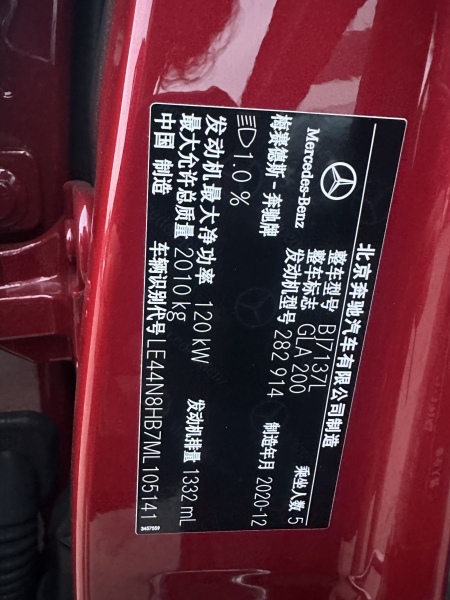 北京奔驰汽车有限公司制造
Mercedes-Benz
梅赛德斯-奔驰牌
整车型号 BJ7137L
整车标志 GLA 200
发动机型号 282 914
乘坐人数 5
制造年月 2020-12
1.0 %
发动机最大净功率 120 kW
发动机排量 1332 mL
最大允许总质量 2010 kg
车辆识别代号 LE44N8HB7ML105141
中国 制造
3457559